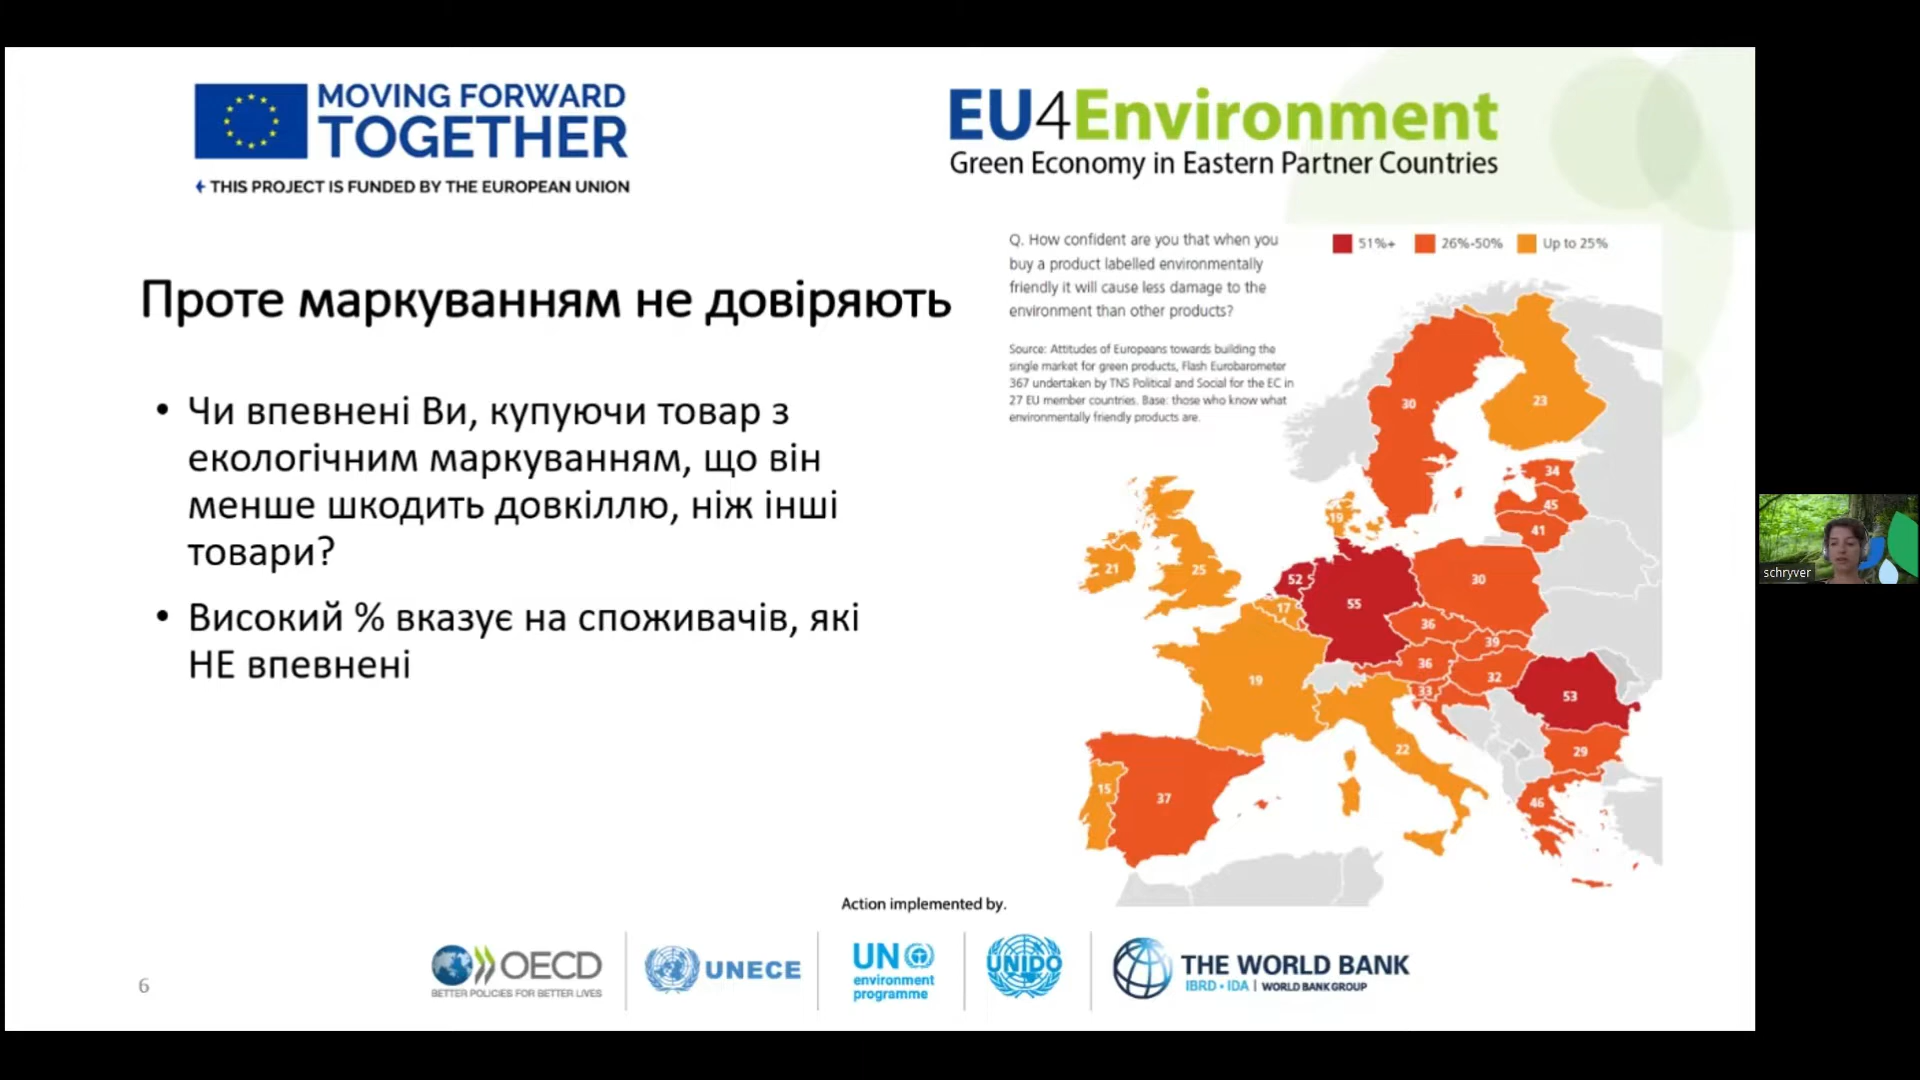 MOVING FORWARD
TOGETHER
THIS PROJECT IS FUNDED BY THE EUROPEAN UNION
EU4Environment
Green Economy in Eastern Partner Countries
Проте маркуванням не довіряють
• Чи впевнені Ви, купуючи товар з
екологічним маркуванням, що він
менше шкодить довкіллю, ніж інші
товари?
• Високий % вказує на споживачів, які
НЕ впевнені
Q. How confident are you that when you
buy a product labelled environmentally
friendly it will cause less damage to the
environment than other products?
Source: Attitudes of Europeans towards building the
single market for green products, Flash Eurobarometer
367 undertaken by TNS Political and Social for the EC in
27 EU member countries. Base: those who know what
environmentally friendly products are.
51%+ 26%-50% Up to 25%
30
23
34
45
41
19
21
25
52
55
30
17
36
39
36
32
33
53
19
22
29
15
37
46
schryver
Action implemented by.
OECD
BETTER POLICIES FOR BETTER LIVES
UNECE
UN
environment
programme
UNIDO
THE WORLD BANK
IBRD • IDA | WORLD BANK GROUP
6